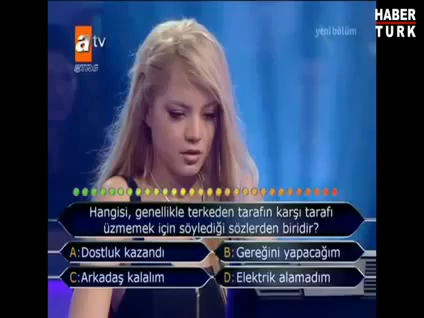 HABER
TÜRK
atv
yeni bölüm
Hangisi, genellikle terkeden tarafın karşı tarafı
üzmemek için söylediği sözlerden biridir?
A: Dostluk kazandı
B: Gereğini yapacağım
C: Arkadaş kalalım
D: Elektrik alamadım